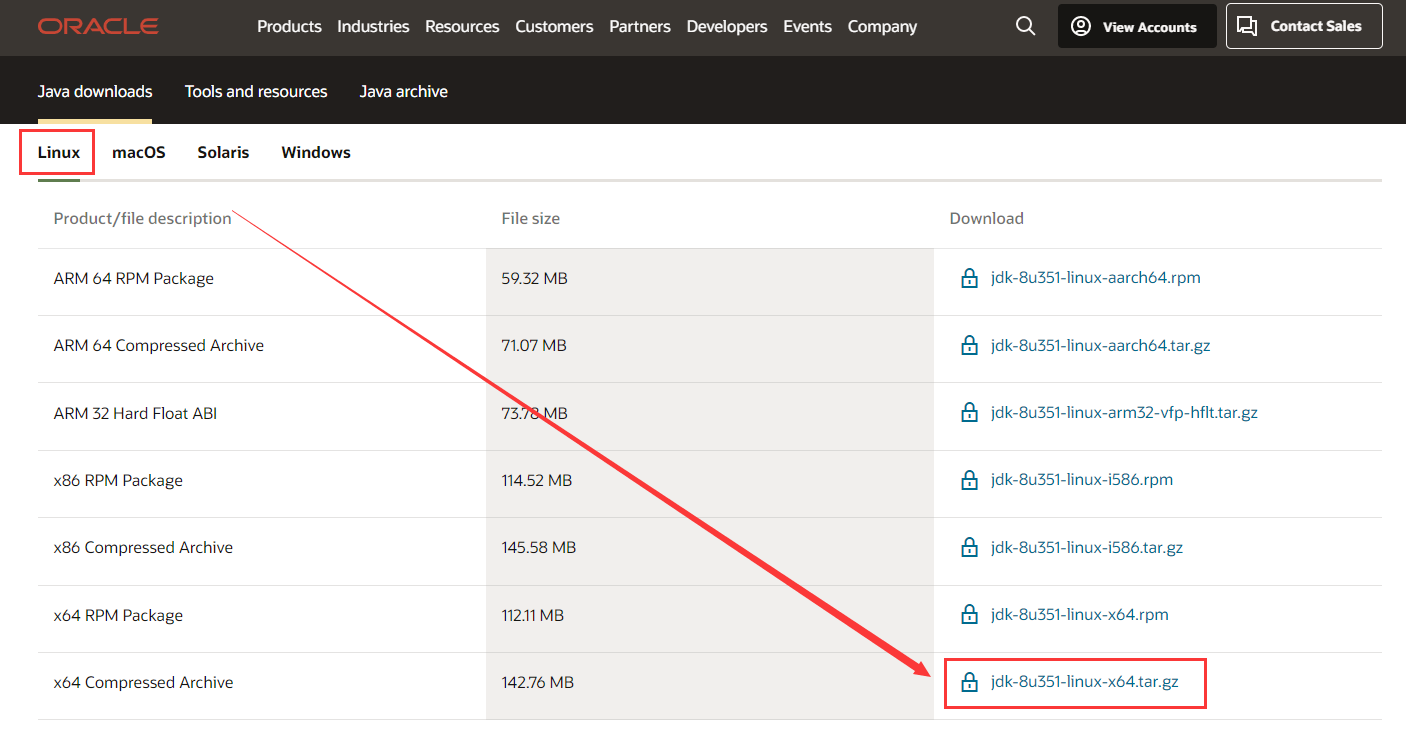 ORACLE Products Industries Resources Customers Partners Developers Events Company View Accounts Contact Sales
Java downloads Tools and resources Java archive
Linux macOS Solaris Windows
Product/file description File size Download
ARM 64 RPM Package 59.32 MB jdk-8u351-linux-aarch64.rpm
ARM 64 Compressed Archive 71.07 MB jdk-8u351-linux-aarch64.tar.gz
ARM 32 Hard Float ABI 73.78 MB jdk-8u351-linux-arm32-vfp-hflt.tar.gz
x86 RPM Package 114.52 MB jdk-8u351-linux-i586.rpm
x86 Compressed Archive 145.58 MB jdk-8u351-linux-i586.tar.gz
x64 RPM Package 112.11 MB jdk-8u351-linux-x64.rpm
x64 Compressed Archive 142.76 MB jdk-8u351-linux-x64.tar.gz